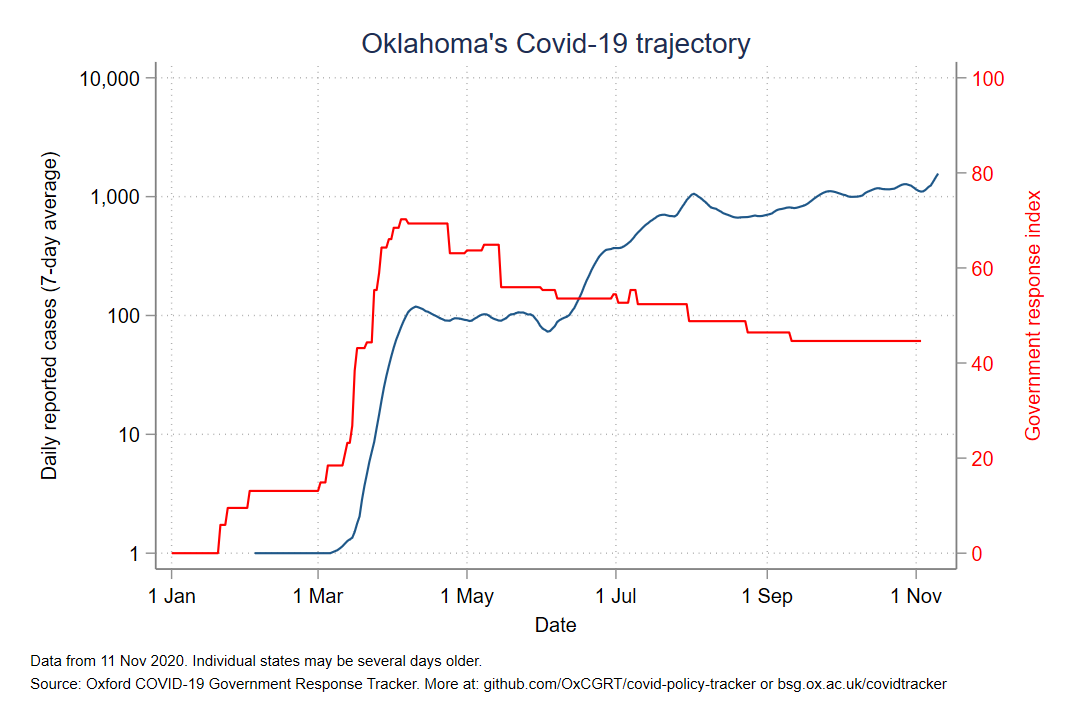 Oklahoma's Covid-19 trajectory
10,000
1,000
100
10
1
Daily reported cases (7-day average)
100
80
60
40
20
0
Government response index
1 Jan 1 Mar 1 May 1 Jul 1 Sep 1 Nov
Date
Data from 11 Nov 2020. Individual states may be several days older.
Source: Oxford COVID-19 Government Response Tracker. More at: github.com/OxCGRT/covid-policy-tracker or bsg.ox.ac.uk/covidtracker